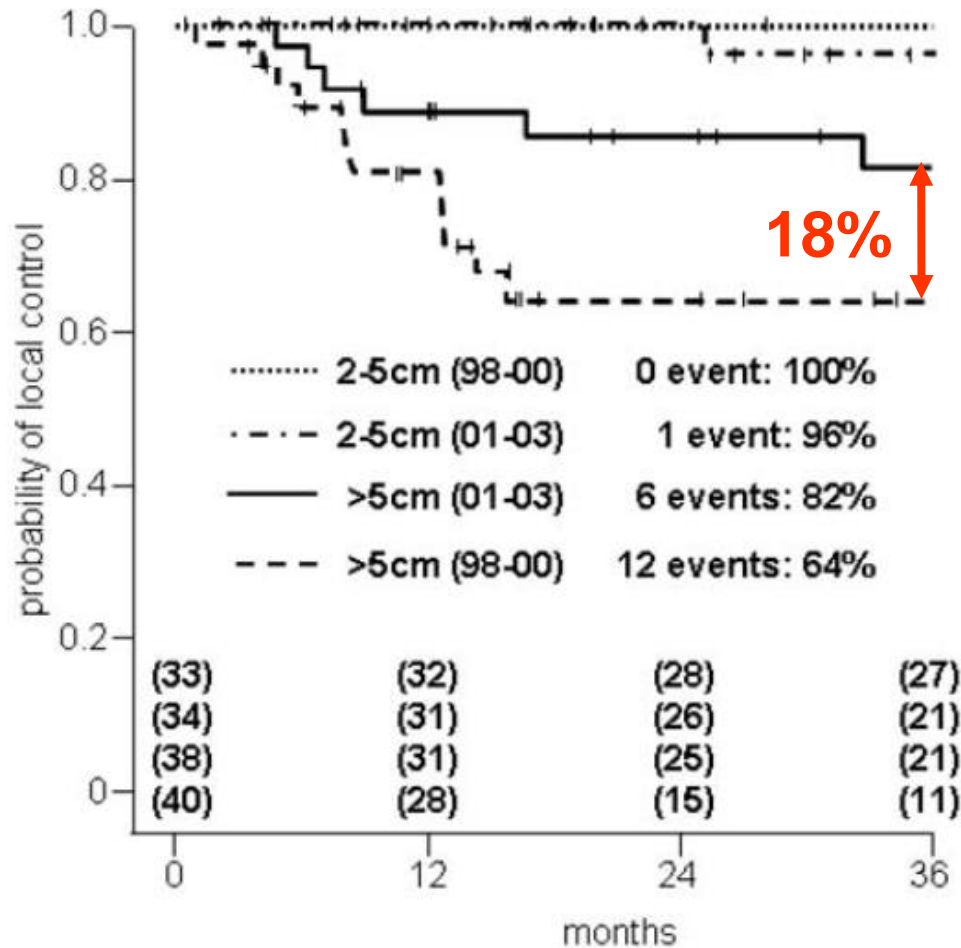 probability of local control
1.0
0.8
0.6
0.4
0.2
0
18%
2-5cm (98-00) 0 event: 100%
2-5cm (01-03) 1 event: 96%
>5cm (01-03) 6 events: 82%
>5cm (98-00) 12 events: 64%
(33) (32) (28) (27)
(34) (31) (26) (21)
(38) (31) (25) (21)
(40) (28) (15) (11)
0 12 24 36
months